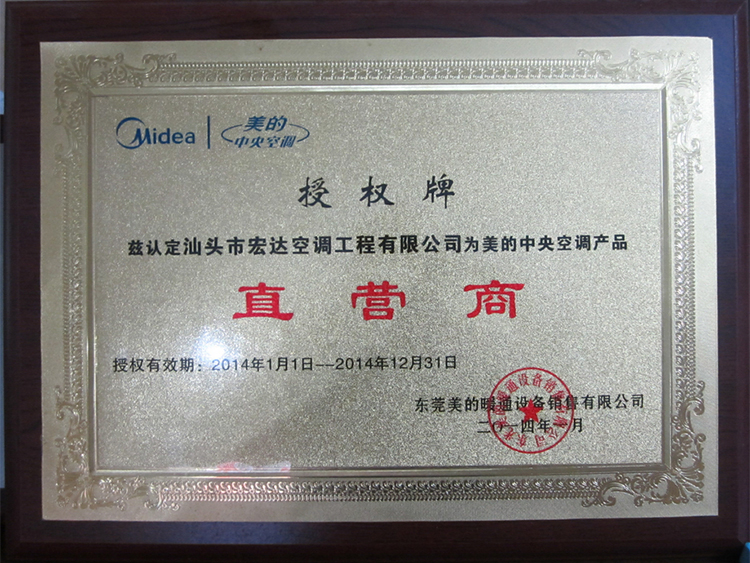 Midea 美的 中央空调
授权牌
兹认定汕头市宏达空调工程有限公司为美的中央空调产品
直营商
授权有效期：2014年1月1日--2014年12月31日
东莞美的暖通设备销售有限公司
二〇一四年 月